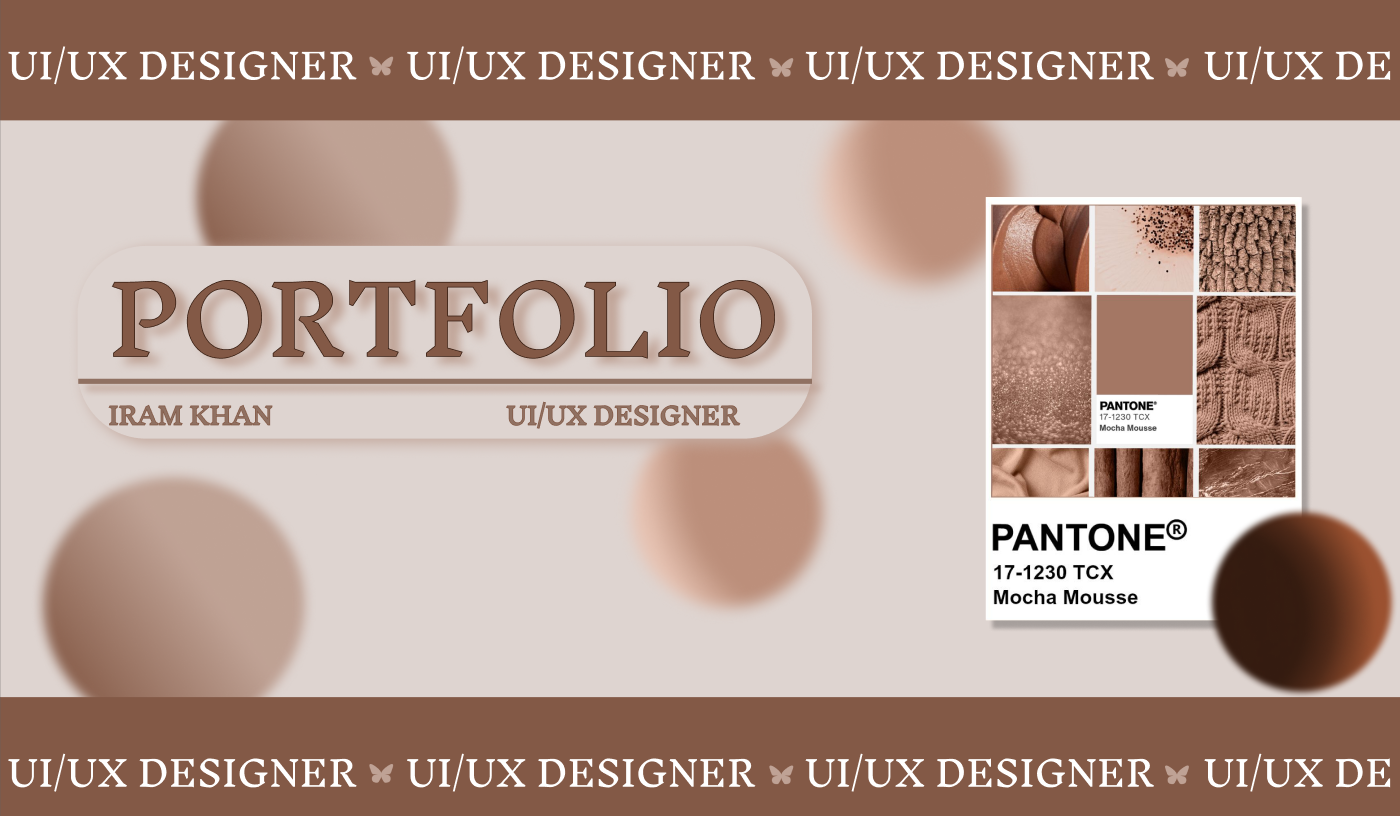 UI/UX DESIGNER UI/UX DESIGNER UI/UX DESIGNER UI/UX DE
PORTFOLIO
IRAM KHAN
UI/UX DESIGNER
PANTONE®
17-1230 TCX
Mocha Mousse
PANTONE®
17-1230 TCX
Mocha Mousse
UI/UX DESIGNER UI/UX DESIGNER UI/UX DESIGNER UI/UX DE